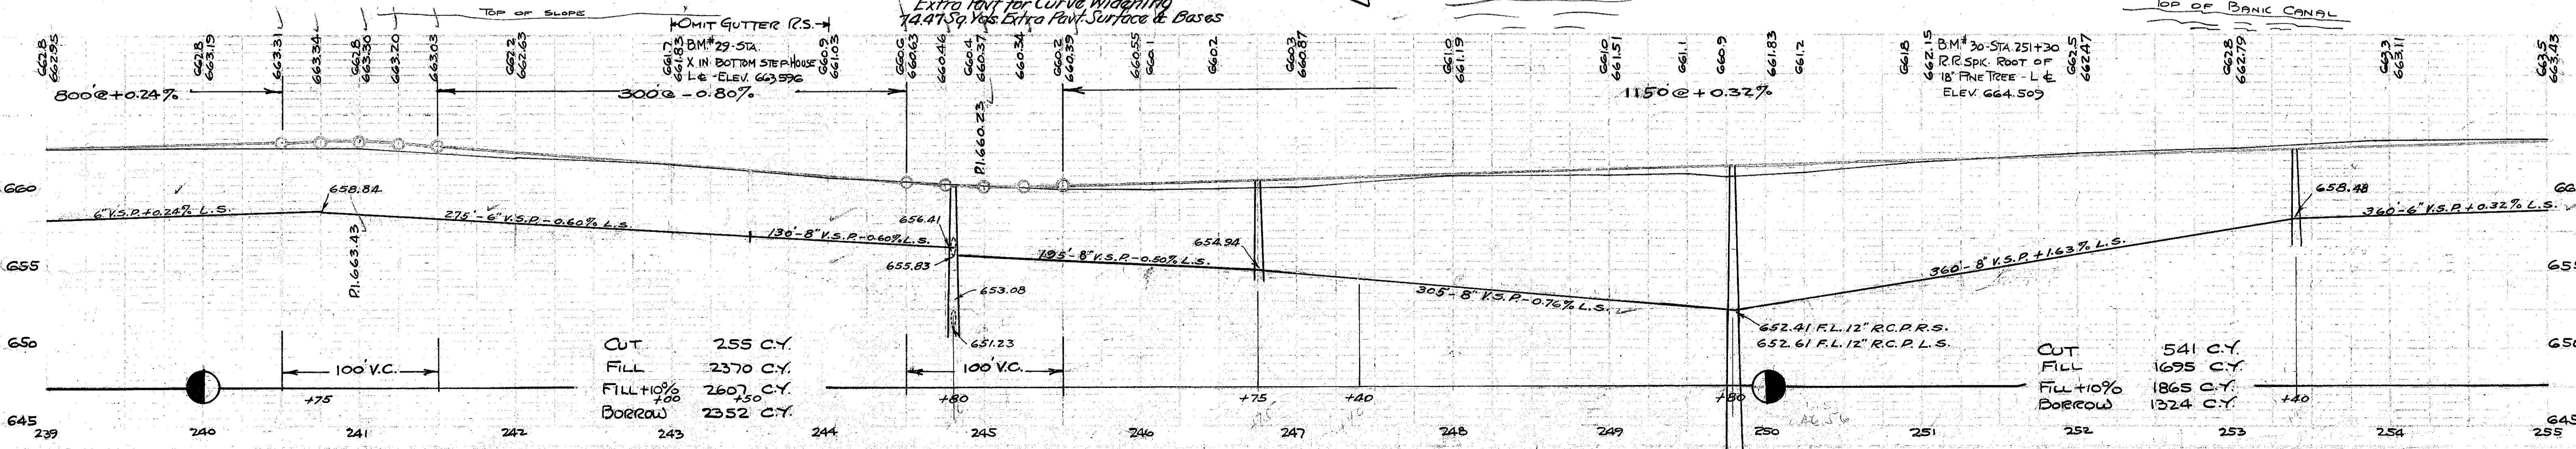 TOP OF SLOPE
OMIT GUTTER R.S.
Extra Pav't for Curve Widening
74.47 Sq. Yds. Extra Pav't. Surface & Bases
TOP OF BANK CANAL
662.8
662.95
662.8
663.19
663.31
663.34
662.8
663.30
663.20
663.03
662.2
662.63
661.7
661.83
B.M.#29-STA.
X IN BOTTOM STEP HOUSE
L ℄ - ELEV. 663.596
660.9
661.03
660.6
660.63
660.46
660.4
660.37
660.34
660.2
660.39
660.55
660.1
660.2
660.3
660.87
661.0
661.19
661.0
661.51
661.1
660.9
661.83
661.2
661.8
662.15
B.M.#30-STA. 251+30
R.R. SPK. ROOT OF
18" PINE TREE - L ℄
ELEV. 664.509
662.5
662.47
662.8
662.79
663.3
663.11
663.5
663.43
800' @ +0.24%
300' @ -0.80%
1150' @ +0.32%
P.I. 660.23
660
658.84
6" V.S.P. +0.24% L.S.
275'-6" V.S.P. -0.60% L.S.
130'-8" V.S.P. -0.60% L.S.
656.41
655.83
195'-8" V.S.P. -0.50% L.S.
654.94
305'-8" V.S.P. -0.76% L.S.
360'-8" V.S.P. +1.63% L.S.
658.48
360'-6" V.S.P. +0.32% L.S.
P.I. 663.43
655
653.08
651.23
652.41 F.L. 12" R.C.P. R.S.
652.61 F.L. 12" R.C.P. L.S.
650
100' V.C.
CUT 255 C.Y.
FILL 2370 C.Y.
FILL+10% 2607 C.Y.
BORROW 2352 C.Y.
100' V.C.
CUT 541 C.Y.
FILL 1695 C.Y.
FILL+10% 1865 C.Y.
BORROW 1324 C.Y.
+75
+00
+50
+80
+75
+40
+80
+40
645
645
239 240 241 242 243 244 245 246 247 248 249 250 251 252 253 254 255